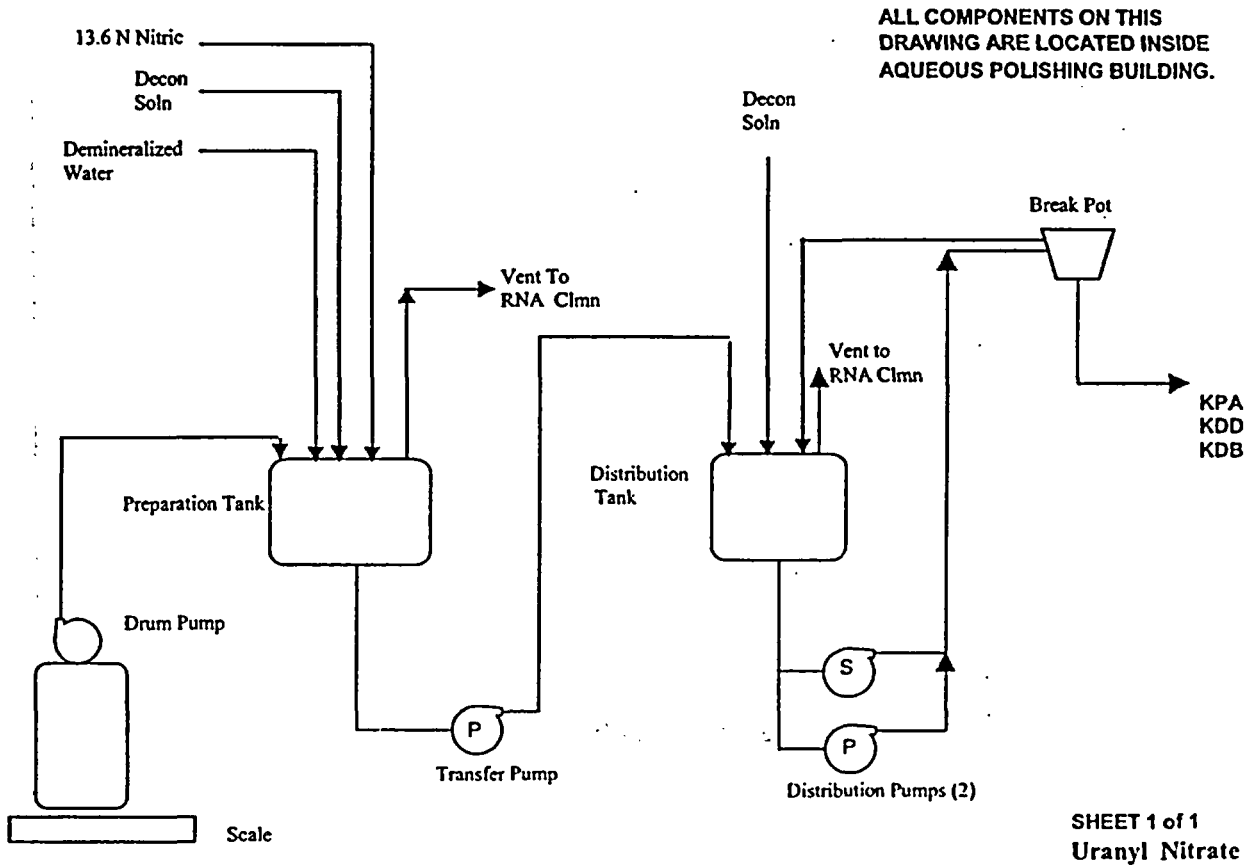 ALL COMPONENTS ON THIS
DRAWING ARE LOCATED INSIDE
AQUEOUS POLISHING BUILDING.
13.6 N Nitric
Decon
Soln
Demineralized
Water
Decon
Soln
Break Pot
Vent To
RNA Clmn
Vent to
RNA Clmn
KPA
KDD
KDB
Preparation Tank
Distribution
Tank
Drum Pump
S
P
P
Transfer Pump
Distribution Pumps (2)
Scale
SHEET 1 of 1
Uranyl Nitrate